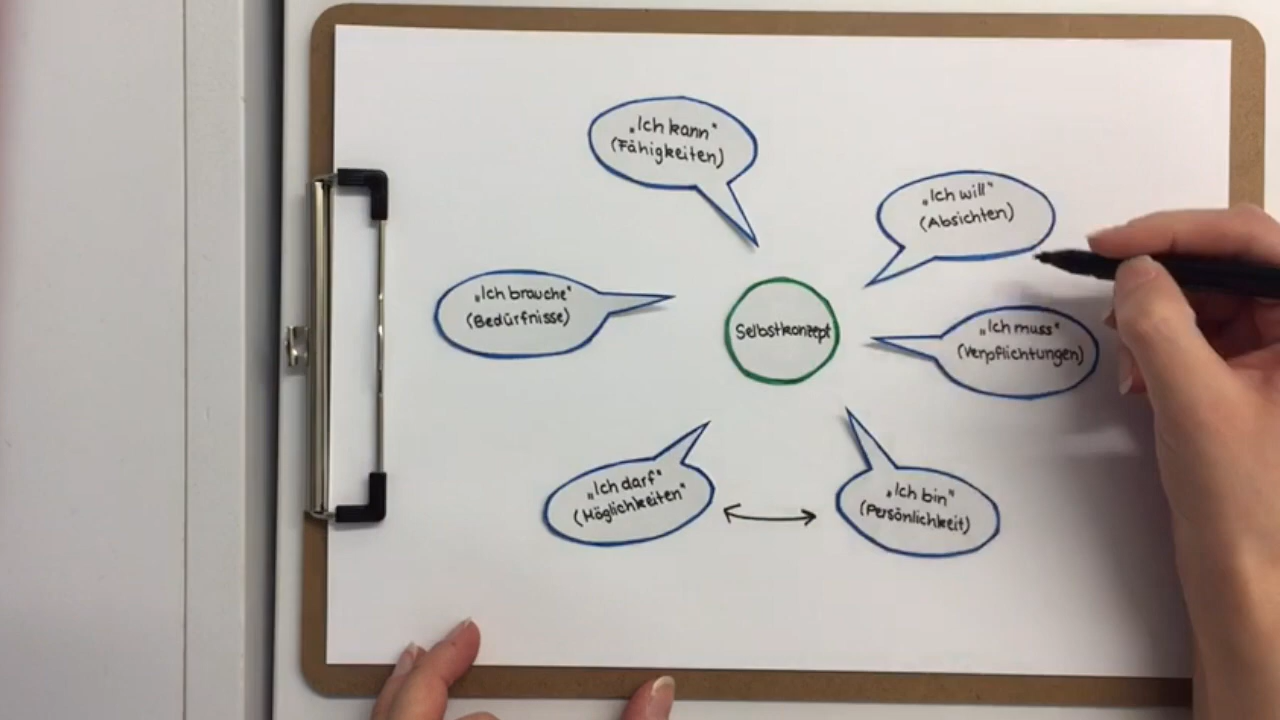 „Ich kann"
(Fähigkeiten)
„Ich will"
(Absichten)
„Ich brauche"
(Bedürfnisse)
Selbstkonzept
„Ich muss"
(Verpflichtungen)
„Ich darf"
(Möglichkeiten"
„Ich bin"
(Persönlichkeit)